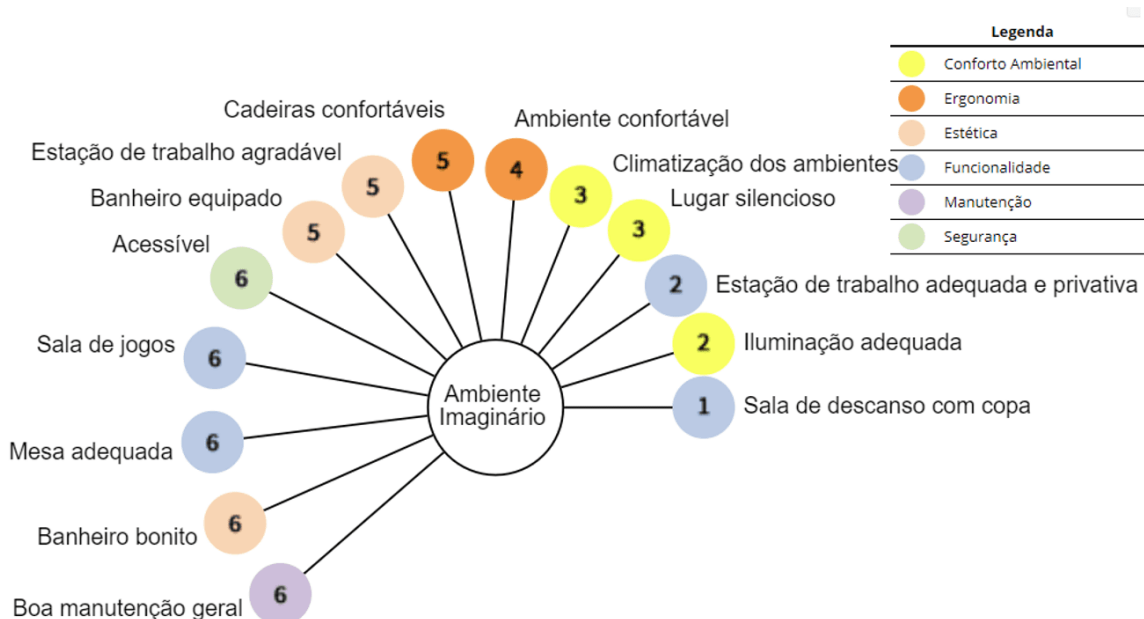 Legenda
Conforto Ambiental
Ergonomia
Estética
Funcionalidade
Manutenção
Segurança
Cadeiras confortáveis
5
Ambiente confortável
4
Estação de trabalho agradável
5
Climatização dos ambientes
3
Banheiro equipado
5
Lugar silencioso
3
Acessível
6
Estação de trabalho adequada e privativa
2
Sala de jogos
6
Iluminação adequada
2
Ambiente
Imaginário
Sala de descanso com copa
1
Mesa adequada
6
Banheiro bonito
6
Boa manutenção geral
6